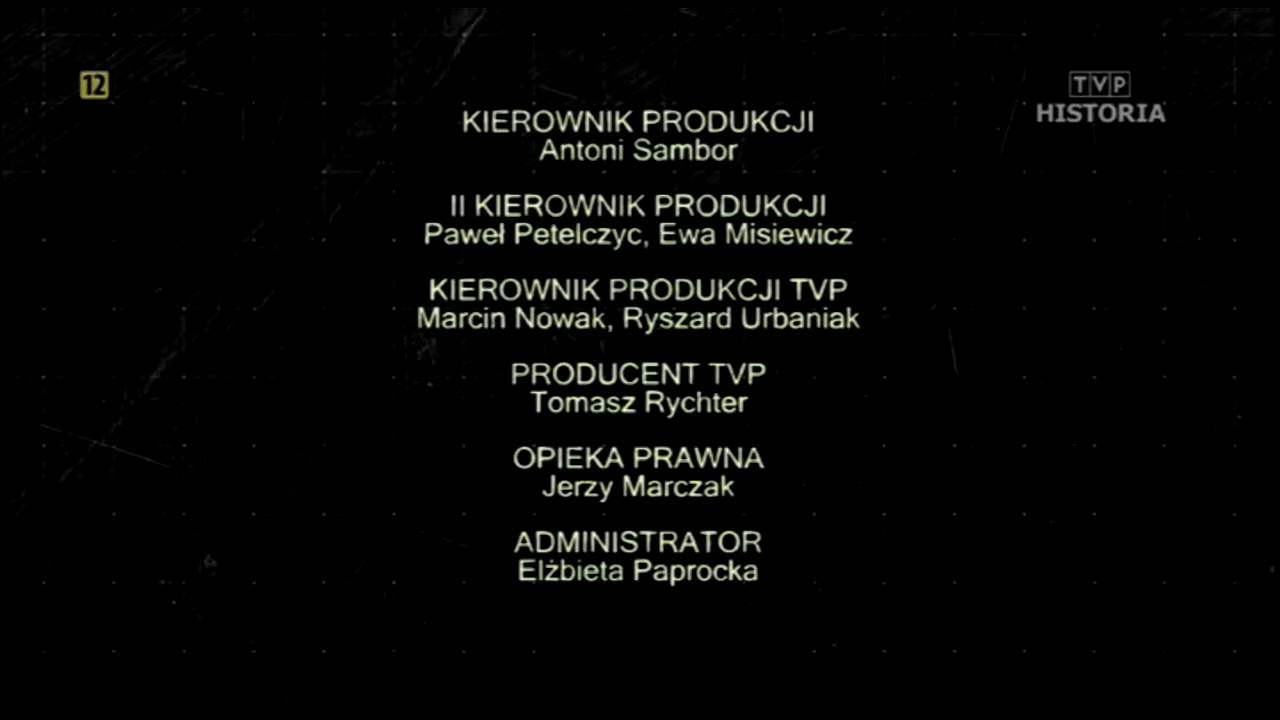 12
TVP
HISTORIA
KIEROWNIK PRODUKCJI
Antoni Sambor
II KIEROWNIK PRODUKCJI
Paweł Petelczyc, Ewa Misiewicz
KIEROWNIK PRODUKCJI TVP
Marcin Nowak, Ryszard Urbaniak
PRODUCENT TVP
Tomasz Rychter
OPIEKA PRAWNA
Jerzy Marczak
ADMINISTRATOR
Elżbieta Paprocka